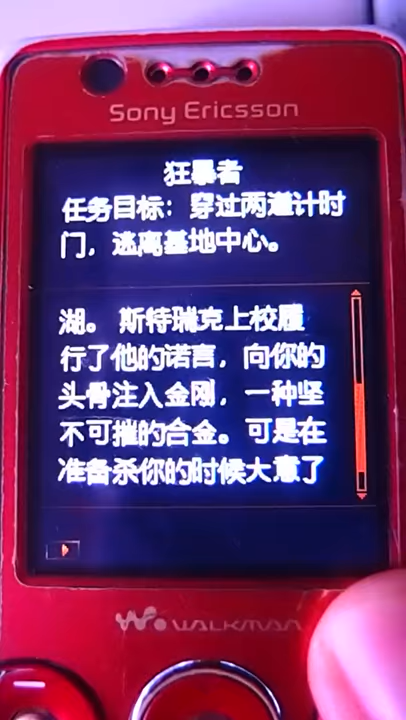 Sony Ericsson
狂暴者
任务目标：穿过两道计时
门，逃离基地中心。
湖。 斯特瑞克上校履
行了他的诺言，向你的
头骨注入金刚，一种坚
不可摧的合金。可是在
准备杀你的时候大意了
WALKMAN